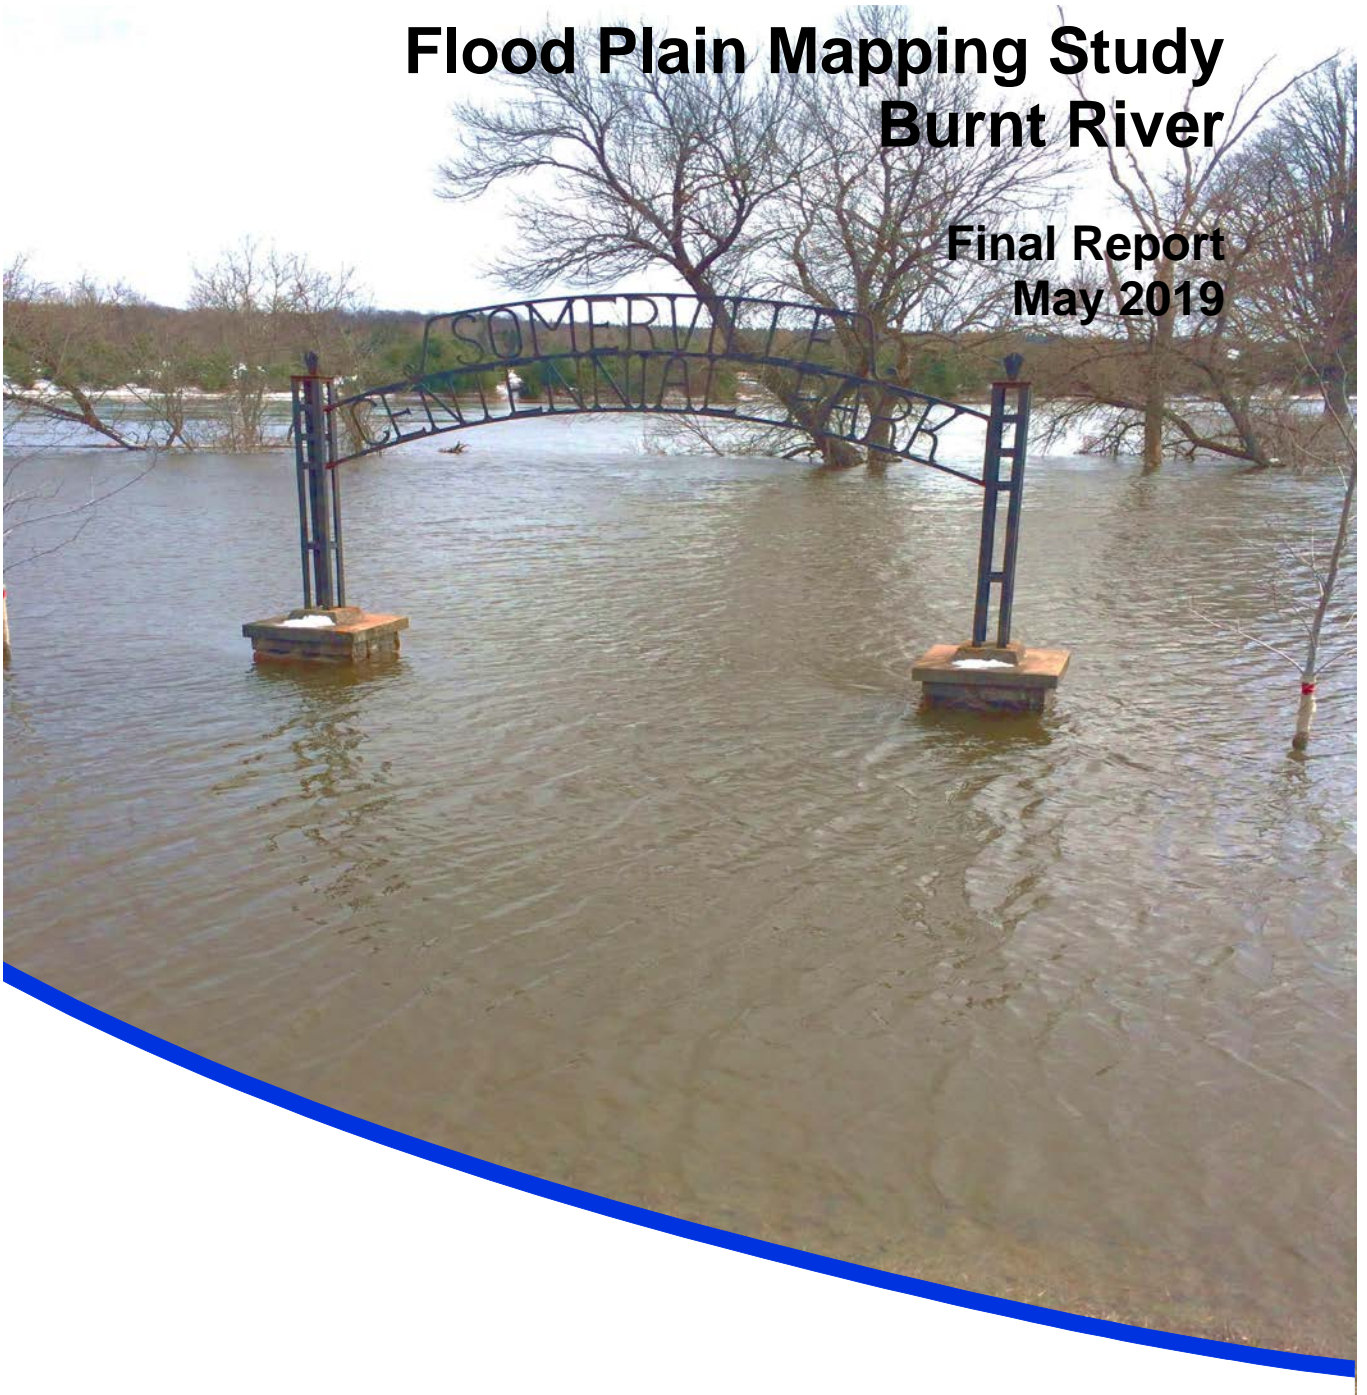 Flood Plain Mapping Study
Burnt River
Final Report
May 2019
SOMERVILLE
CENTENNIAL PARK